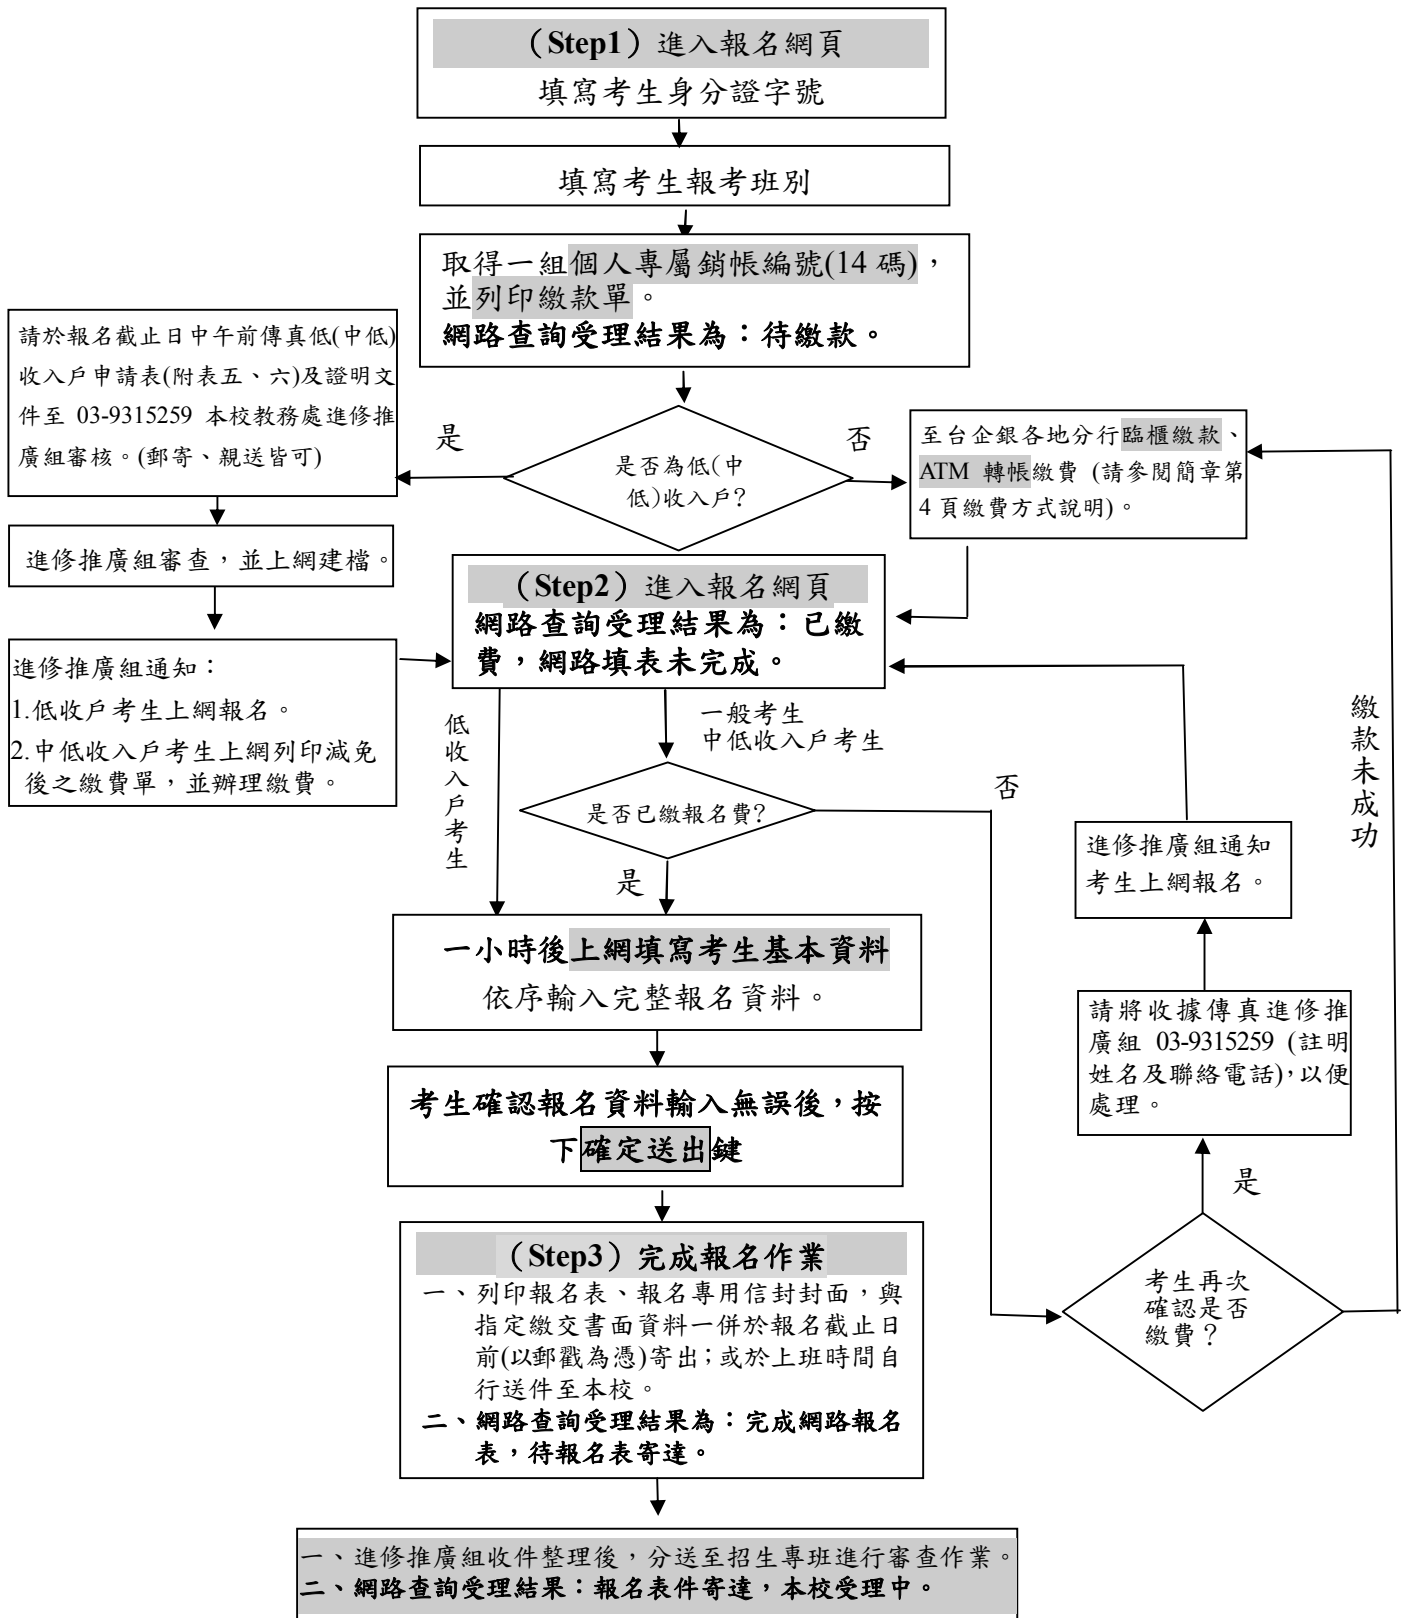 （Step1）進入報名網頁
填寫考生身分證字號
填寫考生報考班別
取得一組個人專屬銷帳編號(14 碼)，
並列印繳款單。
網路查詢受理結果為：待繳款。
請於報名截止日中午前傳真低(中低)
收入戶申請表(附表五、六)及證明文
件至 03-9315259 本校教務處進修推
廣組審核。(郵寄、親送皆可)
是
是否為低(中
低)收入戶?
否
至台企銀各地分行臨櫃繳款、
ATM 轉帳繳費 (請參閱簡章第
4 頁繳費方式說明)。
進修推廣組審查，並上網建檔。
（Step2）進入報名網頁
網路查詢受理結果為：已繳
費，網路填表未完成。
進修推廣組通知：
1.低收戶考生上網報名。
2.中低收入戶考生上網列印減免
後之繳費單，並辦理繳費。
低收入戶考生
一般考生
中低收入戶考生
是否已繳報名費?
否
是
繳款未成功
進修推廣組通知
考生上網報名。
一小時後上網填寫考生基本資料
依序輸入完整報名資料。
請將收據傳真進修推
廣組 03-9315259 (註明
姓名及聯絡電話)，以便
處理。
考生確認報名資料輸入無誤後，按
下確定送出鍵
是
考生再次
確認是否
繳費？
（Step3）完成報名作業
一、列印報名表、報名專用信封封面，與
指定繳交書面資料一併於報名截止日
前(以郵戳為憑)寄出；或於上班時間自
行送件至本校。
二、網路查詢受理結果為：完成網路報名
表，待報名表寄達。
一、進修推廣組收件整理後，分送至招生專班進行審查作業。
二、網路查詢受理結果：報名表件寄達，本校受理中。